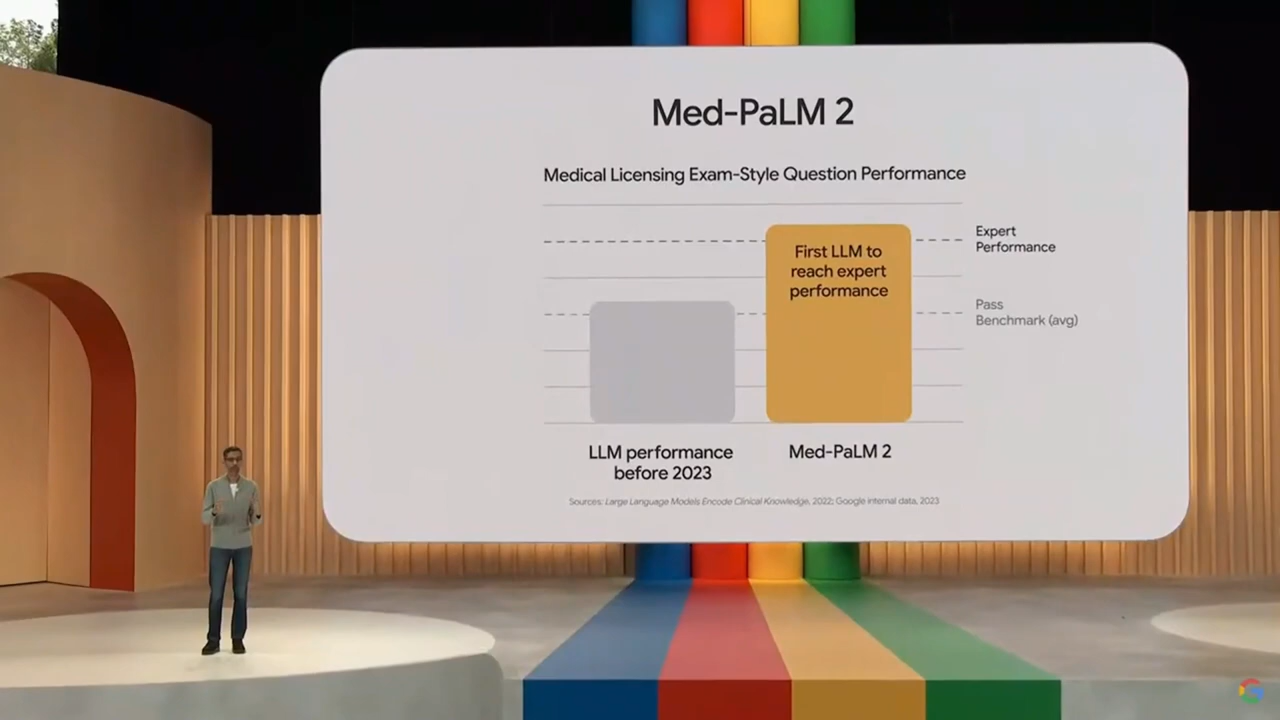 Med-PaLM 2
Medical Licensing Exam-Style Question Performance
Expert
Performance
First LLM to
reach expert
performance
Pass
Benchmark (avg)
LLM performance
before 2023
Med-PaLM 2
Sources: Large Language Models Encode Clinical Knowledge, 2022; Google internal data, 2023